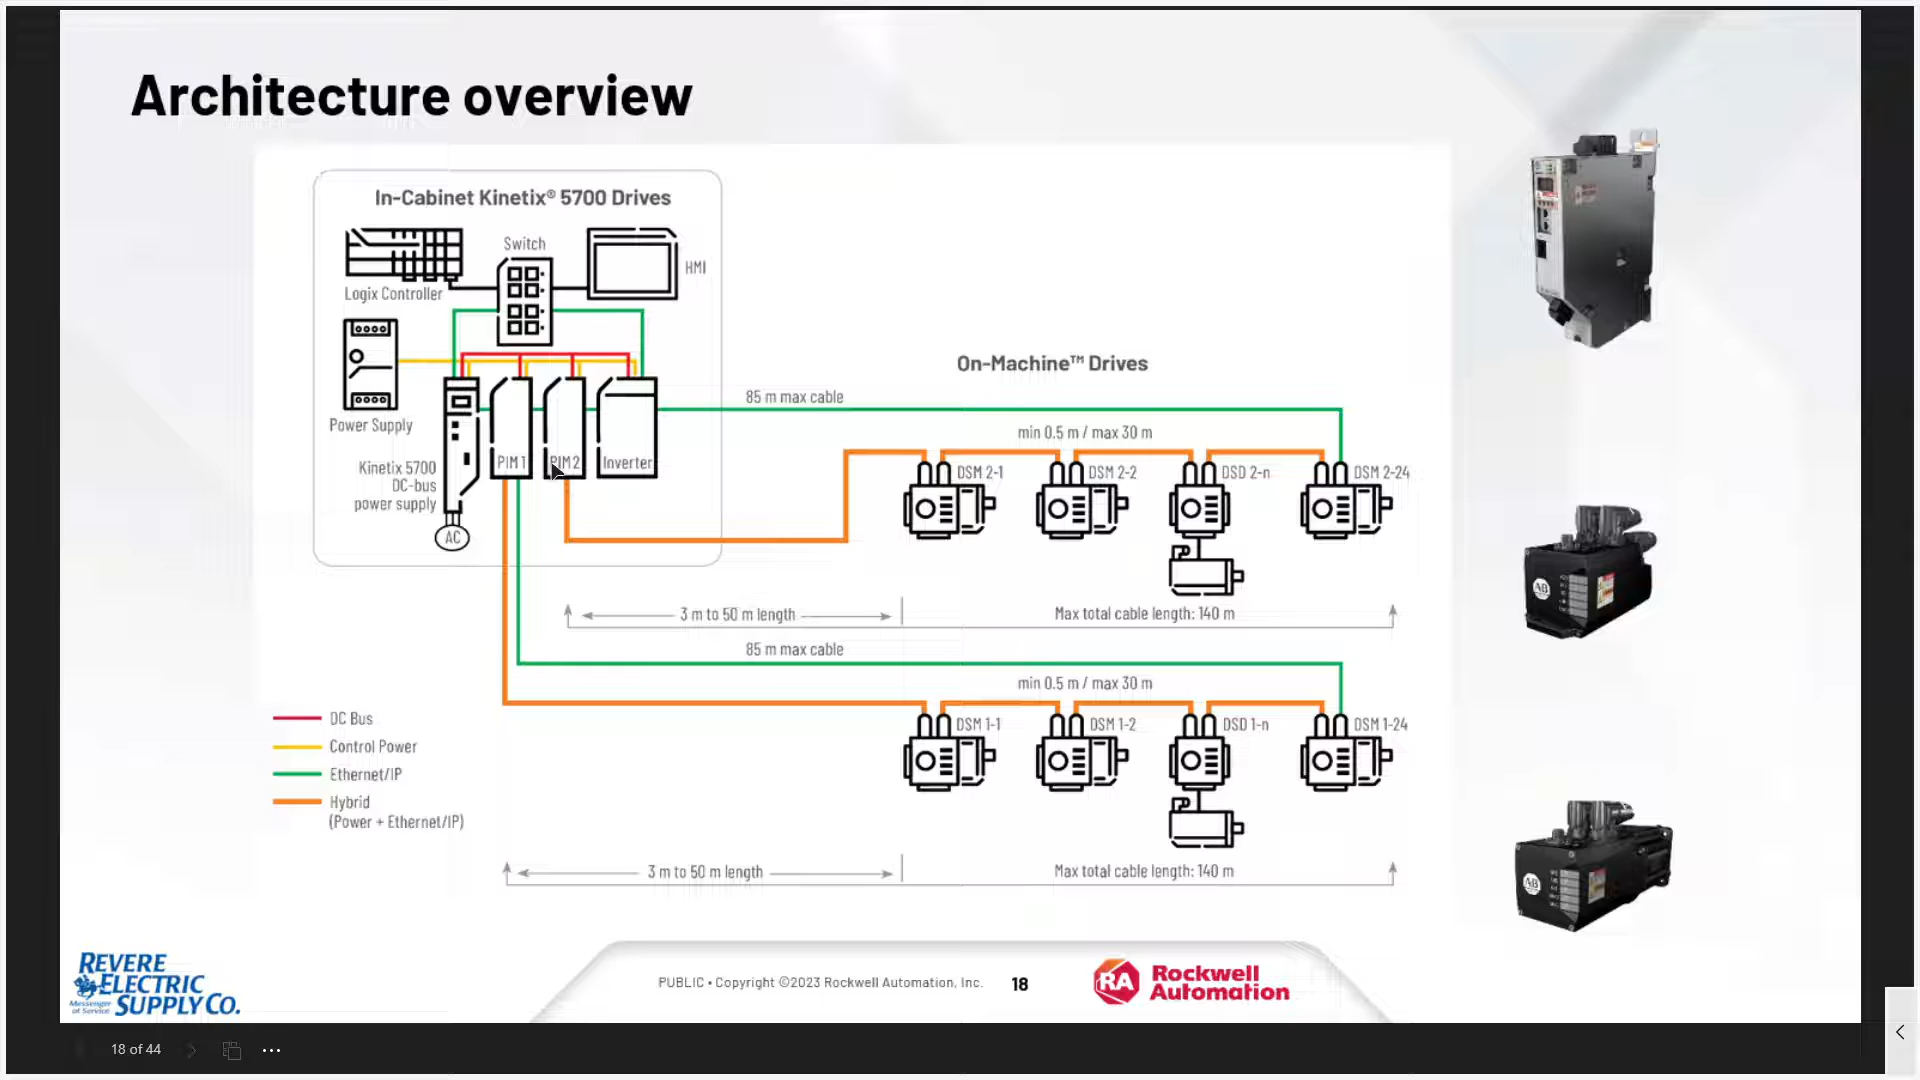 Architecture overview
In-Cabinet Kinetix® 5700 Drives
Switch
HMI
Logix Controller
Power Supply
Kinetix 5700
DC-bus
power supply
AC
PIM 1
PIM 2
Inverter
On-Machine™ Drives
85 m max cable
min 0.5 m / max 30 m
DSM 2-1
DSM 2-2
DSD 2-n
DSM 2-24
3 m to 50 m length
Max total cable length: 140 m
85 m max cable
min 0.5 m / max 30 m
DSM 1-1
DSM 1-2
DSD 1-n
DSM 1-24
3 m to 50 m length
Max total cable length: 140 m
DC Bus
Control Power
Ethernet/IP
Hybrid
(Power + Ethernet/IP)
AB
AB
REVERE
ELECTRIC
SUPPLY CO.
Messenger
of Service
PUBLIC • Copyright ©2023 Rockwell Automation, Inc.
18
RA
Rockwell
Automation
18 of 44